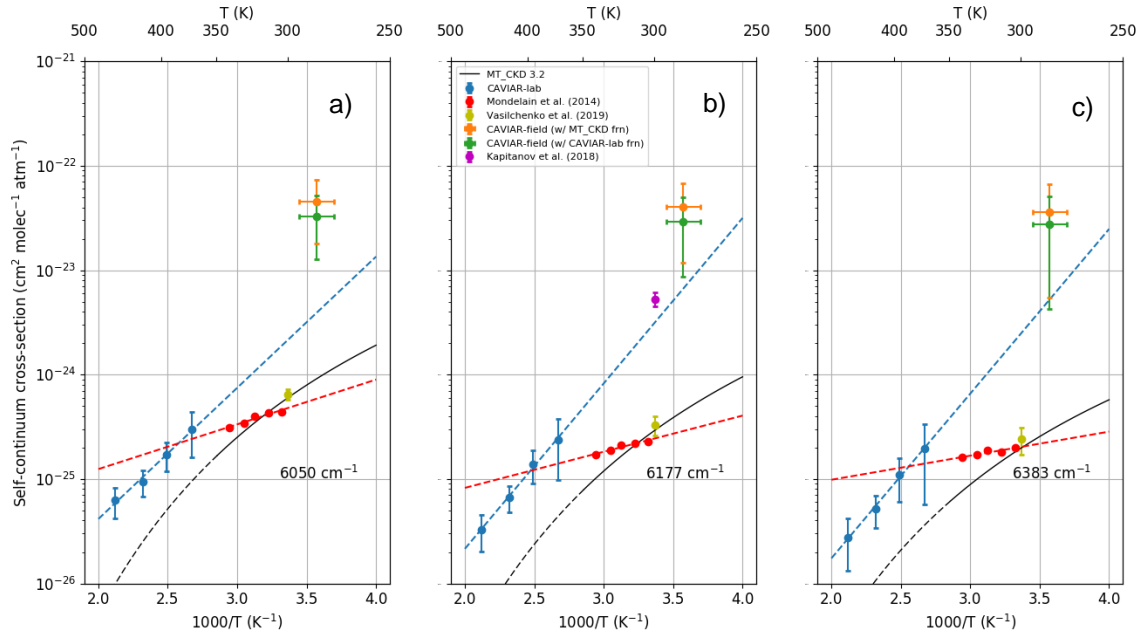 T (K)
T (K)
T (K)
500 400 350 300 250
500 400 350 300 250
500 400 350 300 250
10⁻²¹
10⁻²²
10⁻²³
10⁻²⁴
10⁻²⁵
10⁻²⁶
Self-continuum cross-section (cm² molec⁻¹ atm⁻¹)
a)
6050 cm⁻¹
MT_CKD 3.2
CAVIAR-lab
Mondelain et al. (2014)
Vasilchenko et al. (2019)
CAVIAR-field (w/ MT_CKD frn)
CAVIAR-field (w/ CAVIAR-lab frn)
Kapitanov et al. (2018)
b)
6177 cm⁻¹
c)
6383 cm⁻¹
2.0 2.5 3.0 3.5 4.0
2.0 2.5 3.0 3.5 4.0
2.0 2.5 3.0 3.5 4.0
1000/T (K⁻¹)
1000/T (K⁻¹)
1000/T (K⁻¹)